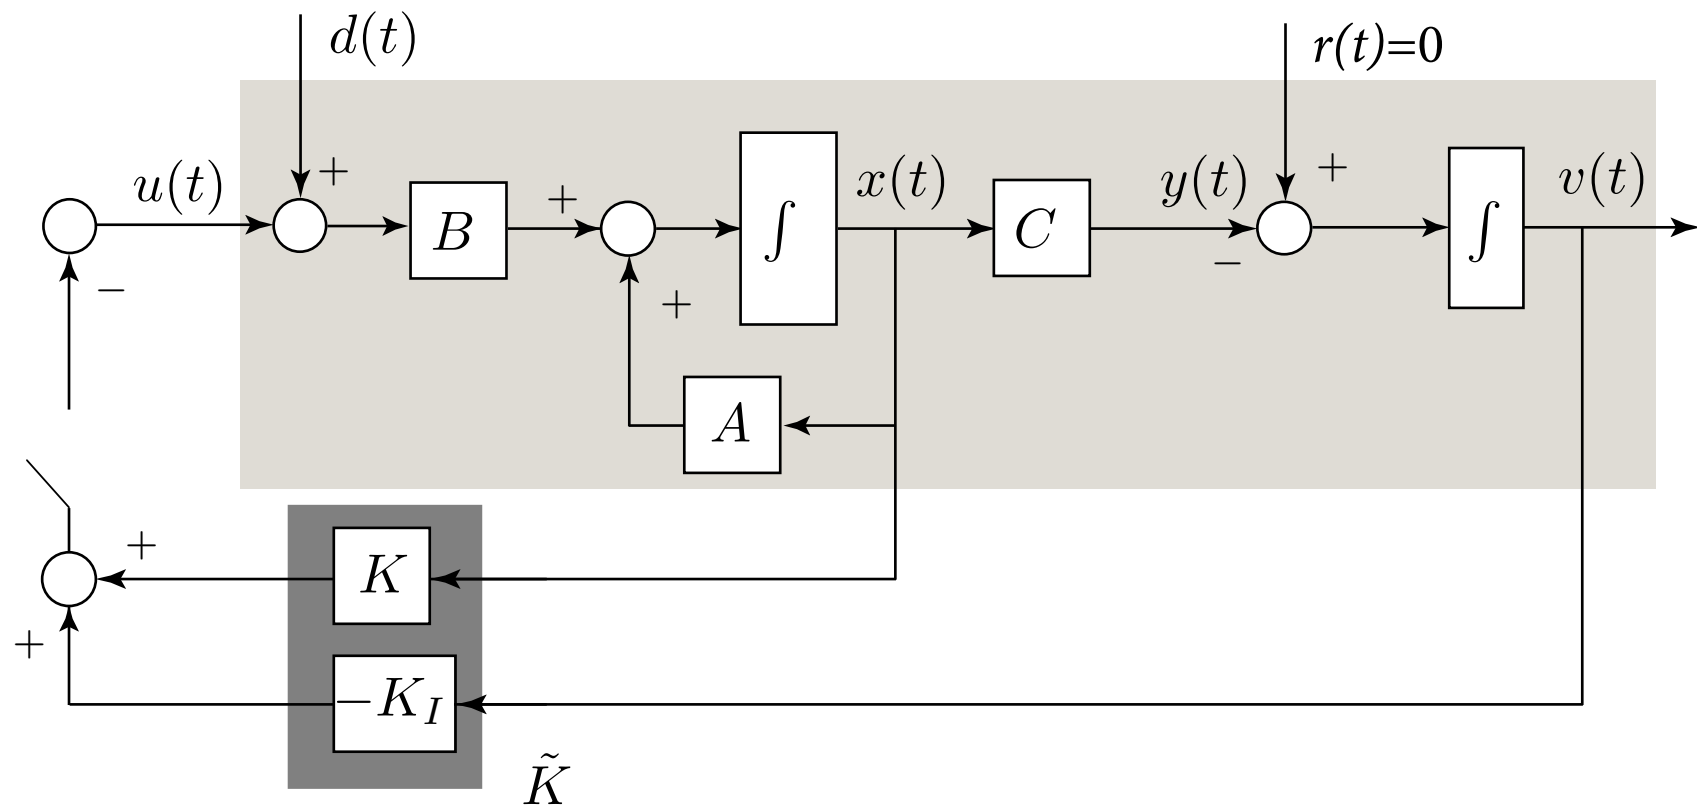 d(t)
r(t)=0
u(t)
+
B
+
∫
x(t)
C
y(t)
+
∫
v(t)
−
−
+
A
+
K
+
−K_I
K̃